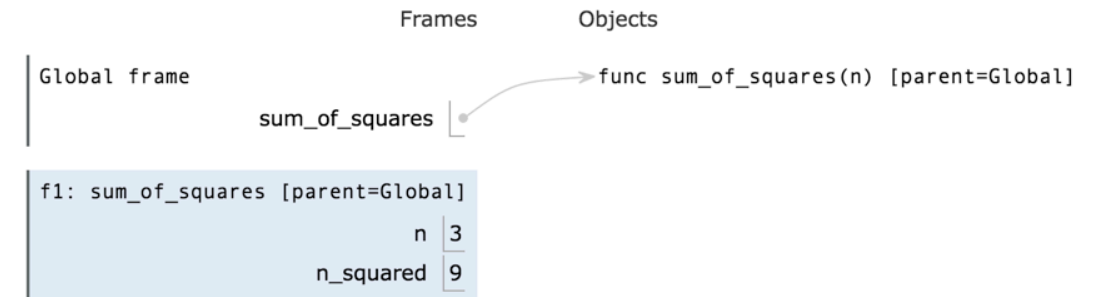 Frames Objects
Global frame func sum_of_squares(n) [parent=Global]
sum_of_squares
f1: sum_of_squares [parent=Global]
n 3
n_squared 9